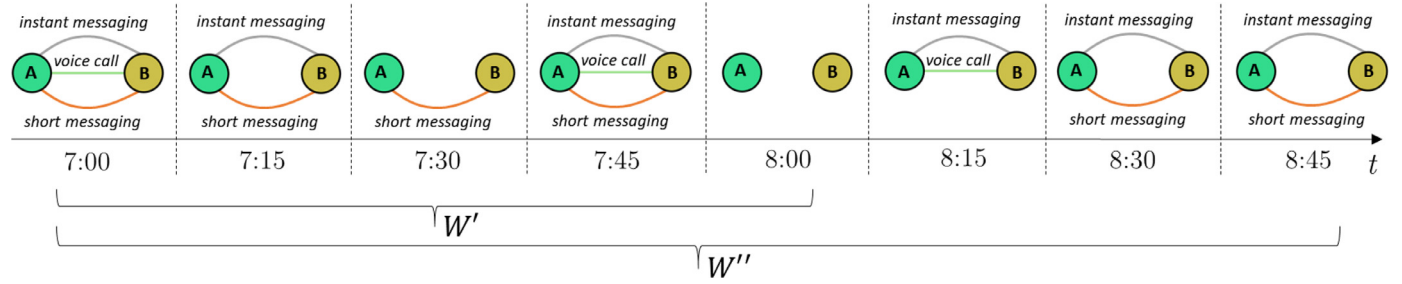 instant messaging instant messaging instant messaging instant messaging instant messaging instant messaging
A voice call B A B A B A voice call B A B A voice call B A B A B
short messaging short messaging short messaging short messaging short messaging short messaging
7:00 7:15 7:30 7:45 8:00 8:15 8:30 8:45 t
W′
W′′